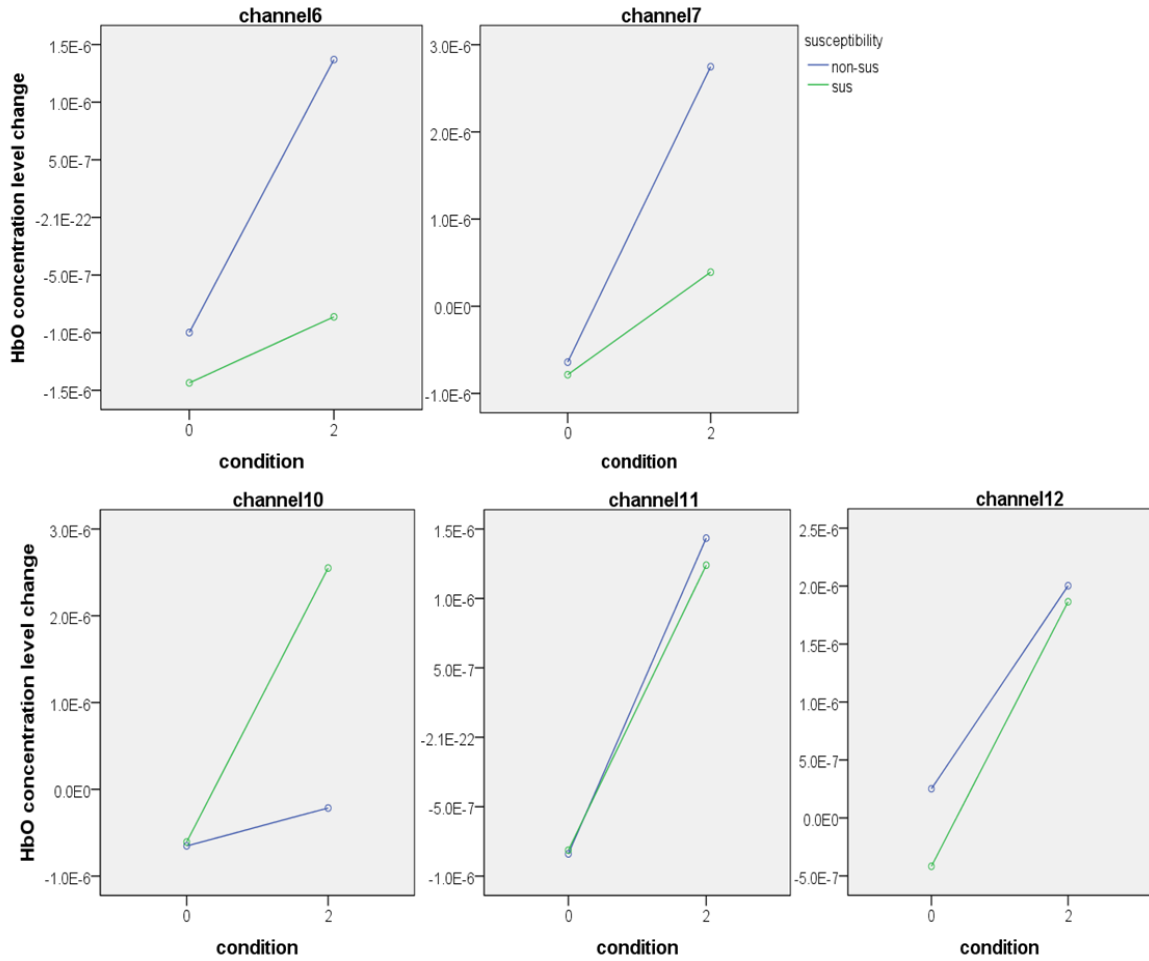 channel6
channel7
susceptibility
non-sus
sus
HbO concentration level change
1.5E-6
1.0E-6
5.0E-7
-2.1E-22
-5.0E-7
-1.0E-6
-1.5E-6
0
2
condition
3.0E-6
2.0E-6
1.0E-6
0.0E0
-1.0E-6
0
2
condition
channel10
channel11
channel12
HbO concentration level change
3.0E-6
2.0E-6
1.0E-6
0.0E0
-1.0E-6
0
2
condition
1.5E-6
1.0E-6
5.0E-7
-2.1E-22
-5.0E-7
-1.0E-6
0
2
condition
2.5E-6
2.0E-6
1.5E-6
1.0E-6
5.0E-7
0.0E0
-5.0E-7
0
2
condition